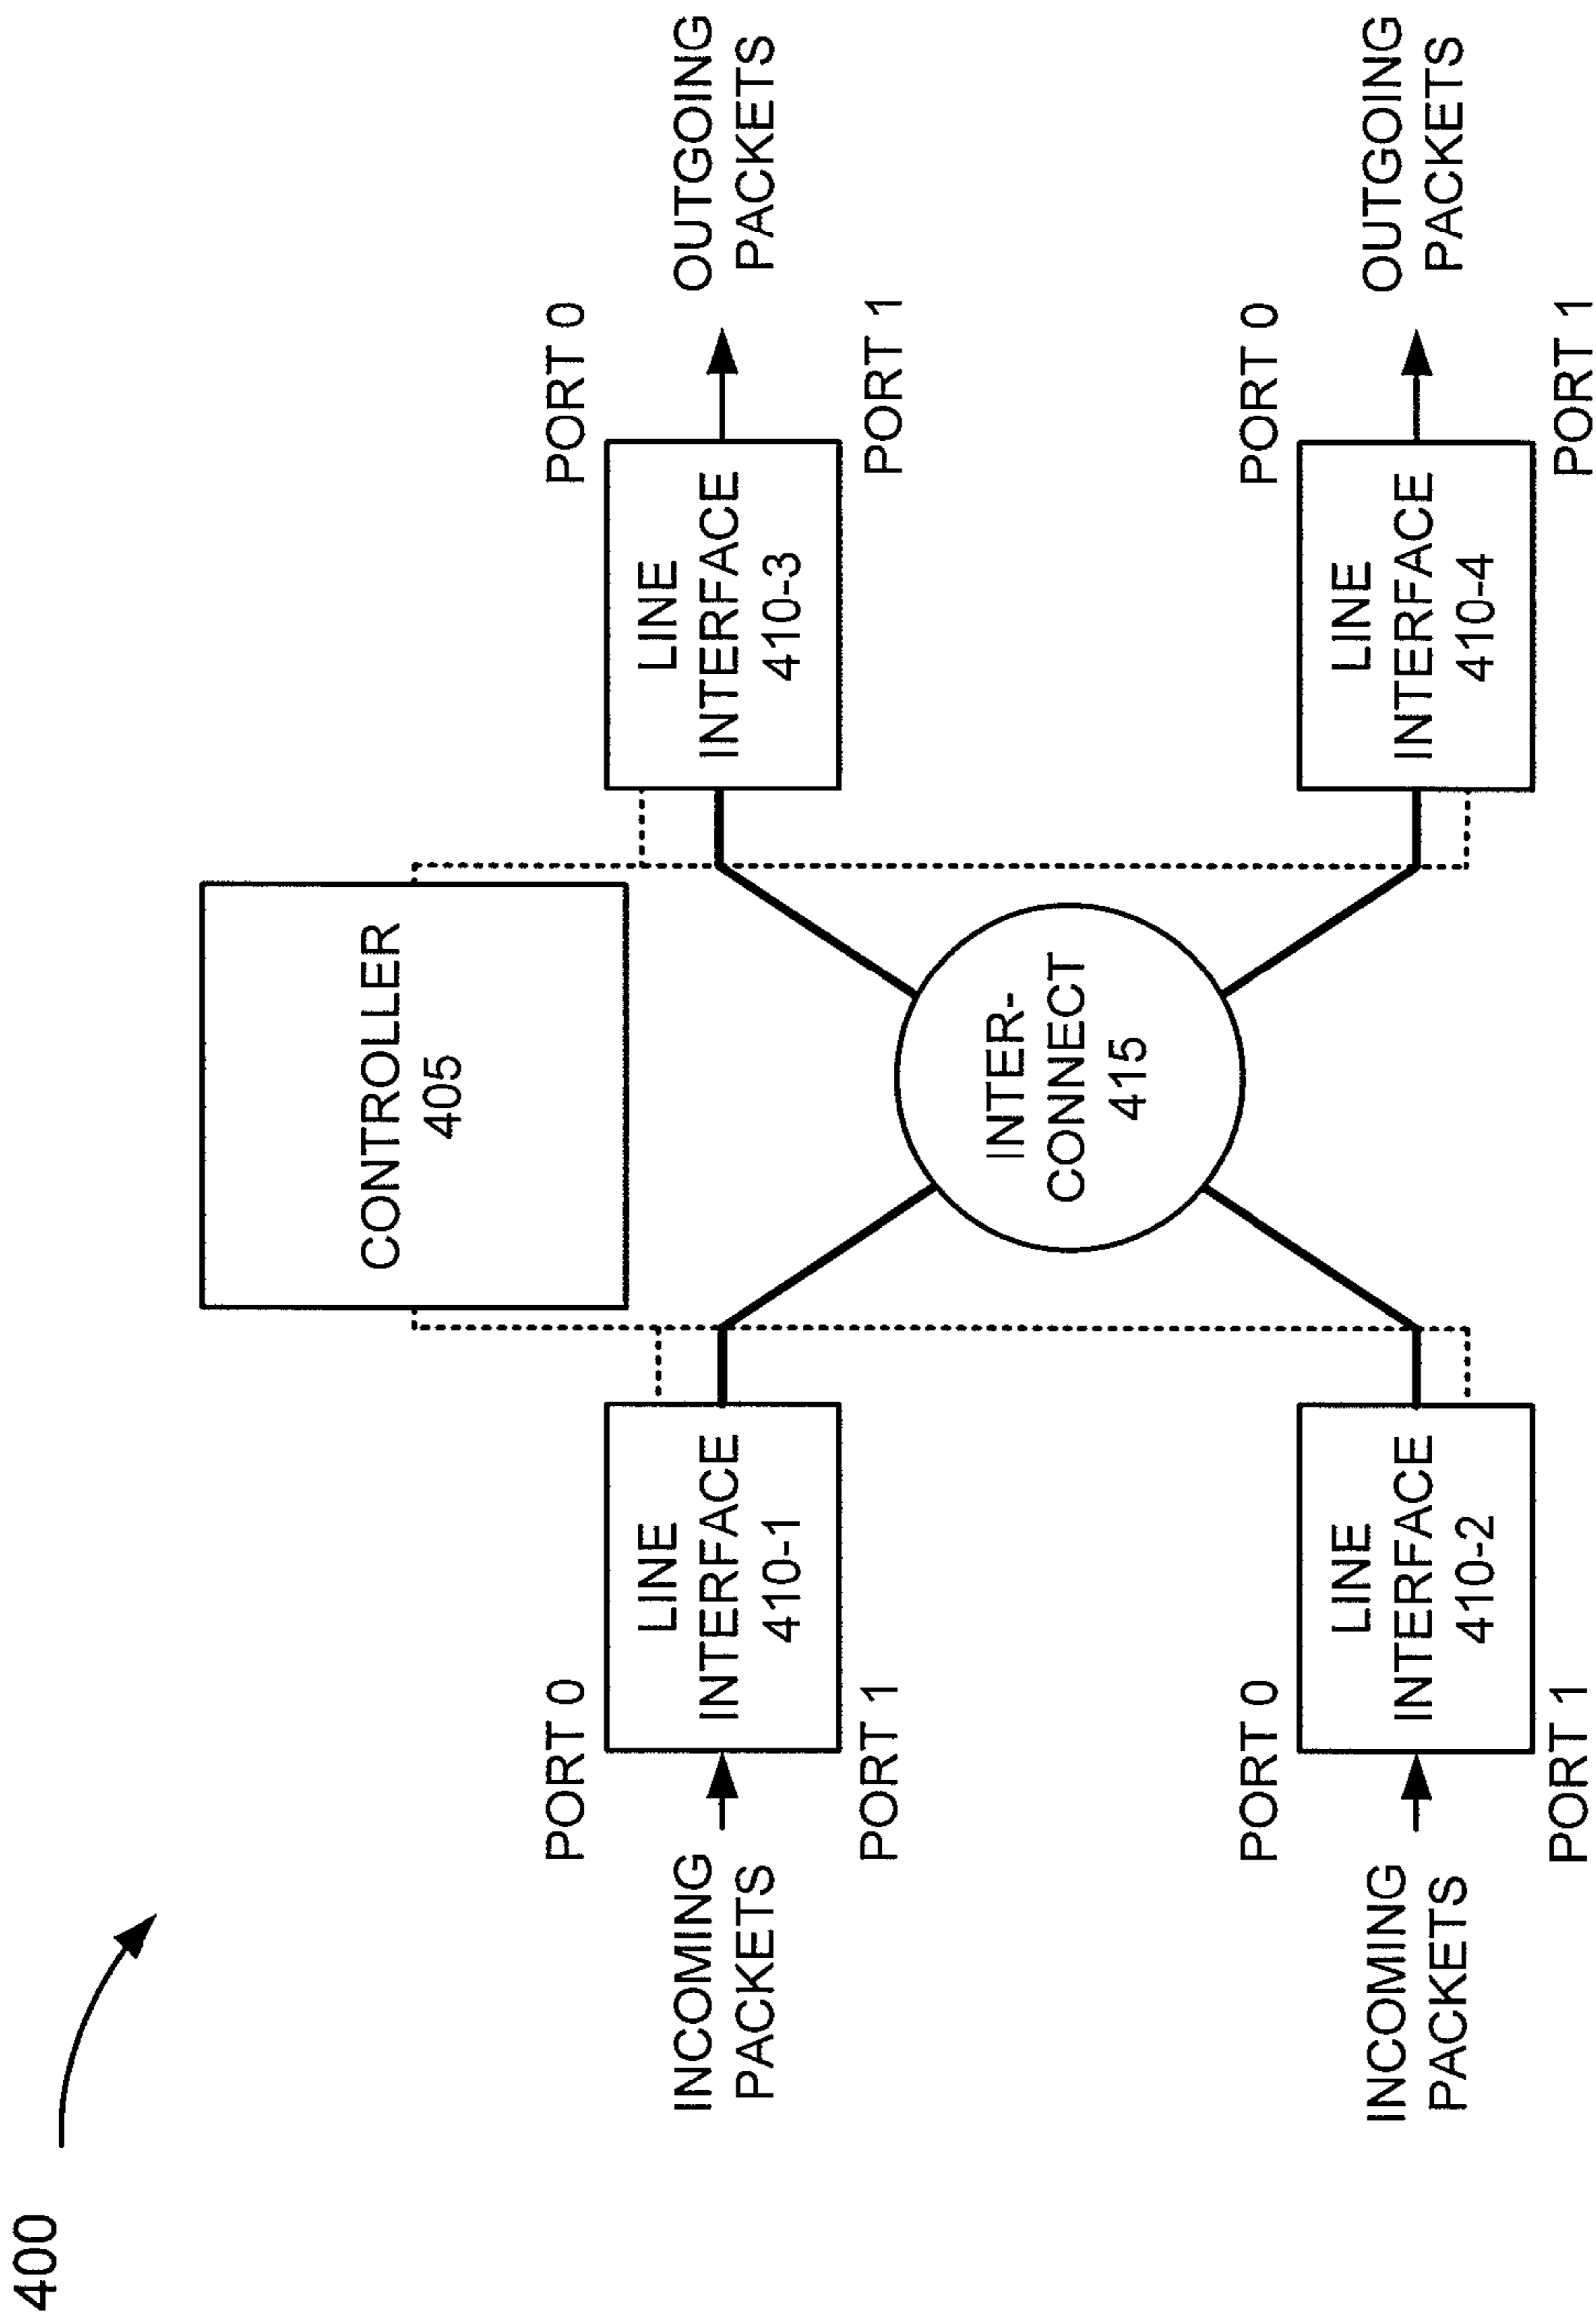 400
CONTROLLER
405
PORT 0
INCOMING
PACKETS
LINE
INTERFACE
410-1
PORT 1
PORT 0
LINE
INTERFACE
410-3
OUTGOING
PACKETS
PORT 1
INTER-
CONNECT
415
PORT 0
INCOMING
PACKETS
LINE
INTERFACE
410-2
PORT 1
PORT 0
LINE
INTERFACE
410-4
OUTGOING
PACKETS
PORT 1